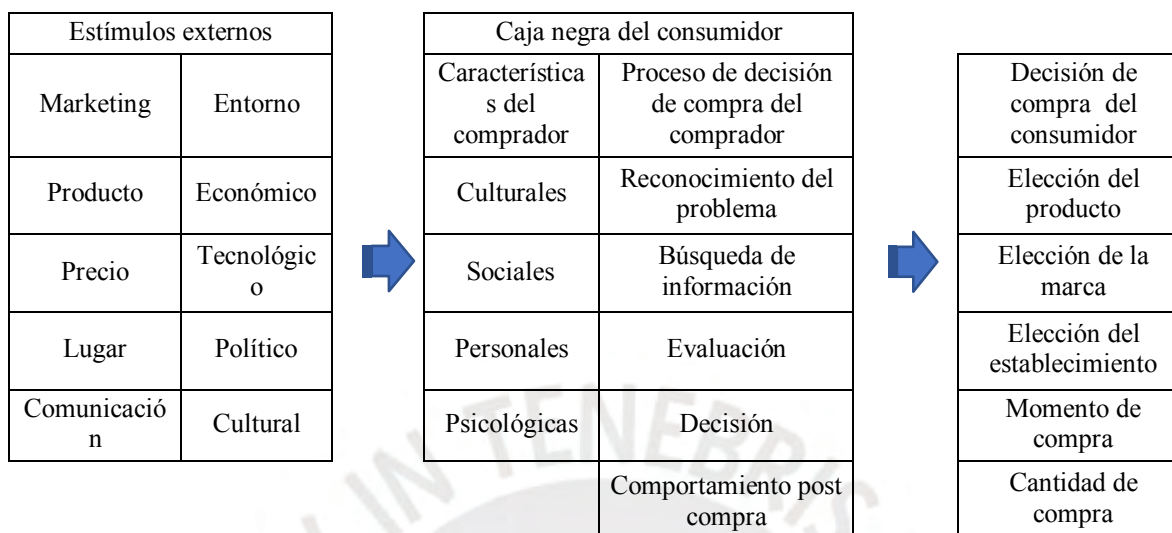 Estímulos externos
Marketing
Entorno
Producto
Económico
Precio
Tecnológic
o
Lugar
Político
Comunicació
n
Cultural
Caja negra del consumidor
Característica
s del
comprador
Proceso de decisión
de compra del
comprador
Culturales
Reconocimiento del
problema
Sociales
Búsqueda de
información
Personales
Evaluación
Psicológicas
Decisión
Comportamiento post
compra
Decisión de
compra del
consumidor
Elección del
producto
Elección de la
marca
Elección del
establecimiento
Momento de
compra
Cantidad de
compra
IN TENEBRIS